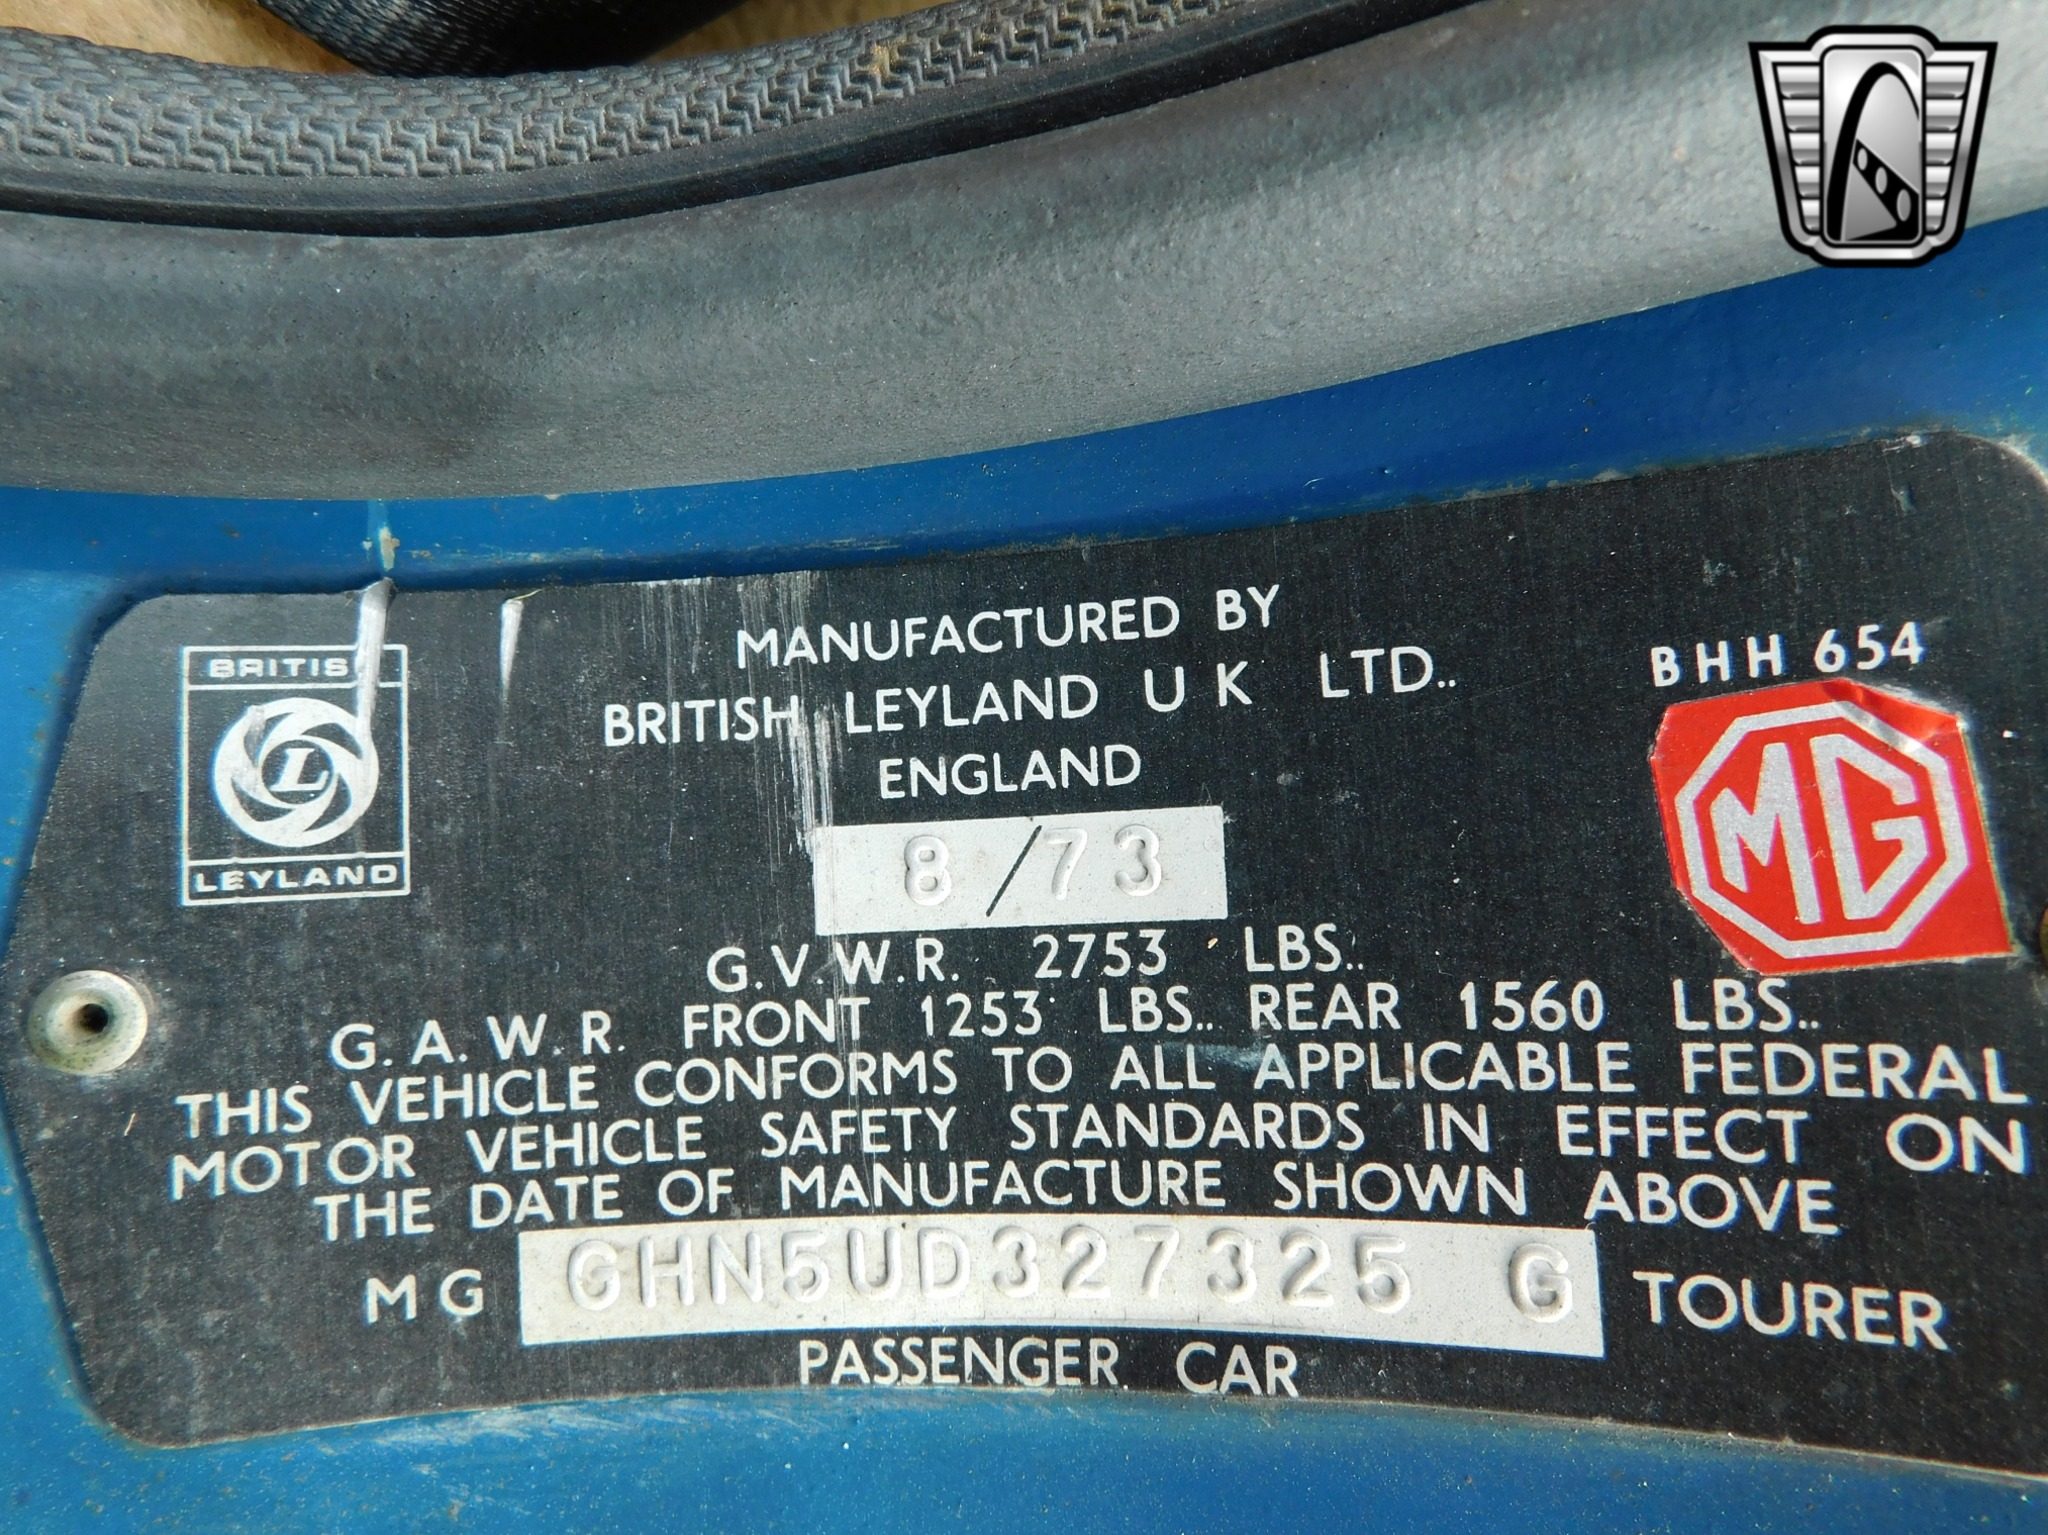 MANUFACTURED BY
BRITISH LEYLAND U K LTD..
ENGLAND
BRITISH
L
LEYLAND
BHH 654
MG
8/73
G.V.W.R. 2753 LBS..
G.A.W.R. FRONT 1253 LBS.. REAR 1560 LBS..
THIS VEHICLE CONFORMS TO ALL APPLICABLE FEDERAL
MOTOR VEHICLE SAFETY STANDARDS IN EFFECT ON
THE DATE OF MANUFACTURE SHOWN ABOVE
MG GHN5UD327325 G TOURER
PASSENGER CAR